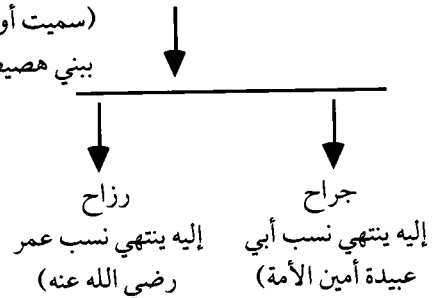 (سميت أو
ببني هصيص
جراح
إليه ينتهي نسب أبي
عبيدة أمين الأمة)
رزاح
إليه ينتهي نسب عمر
رضي الله عنه)